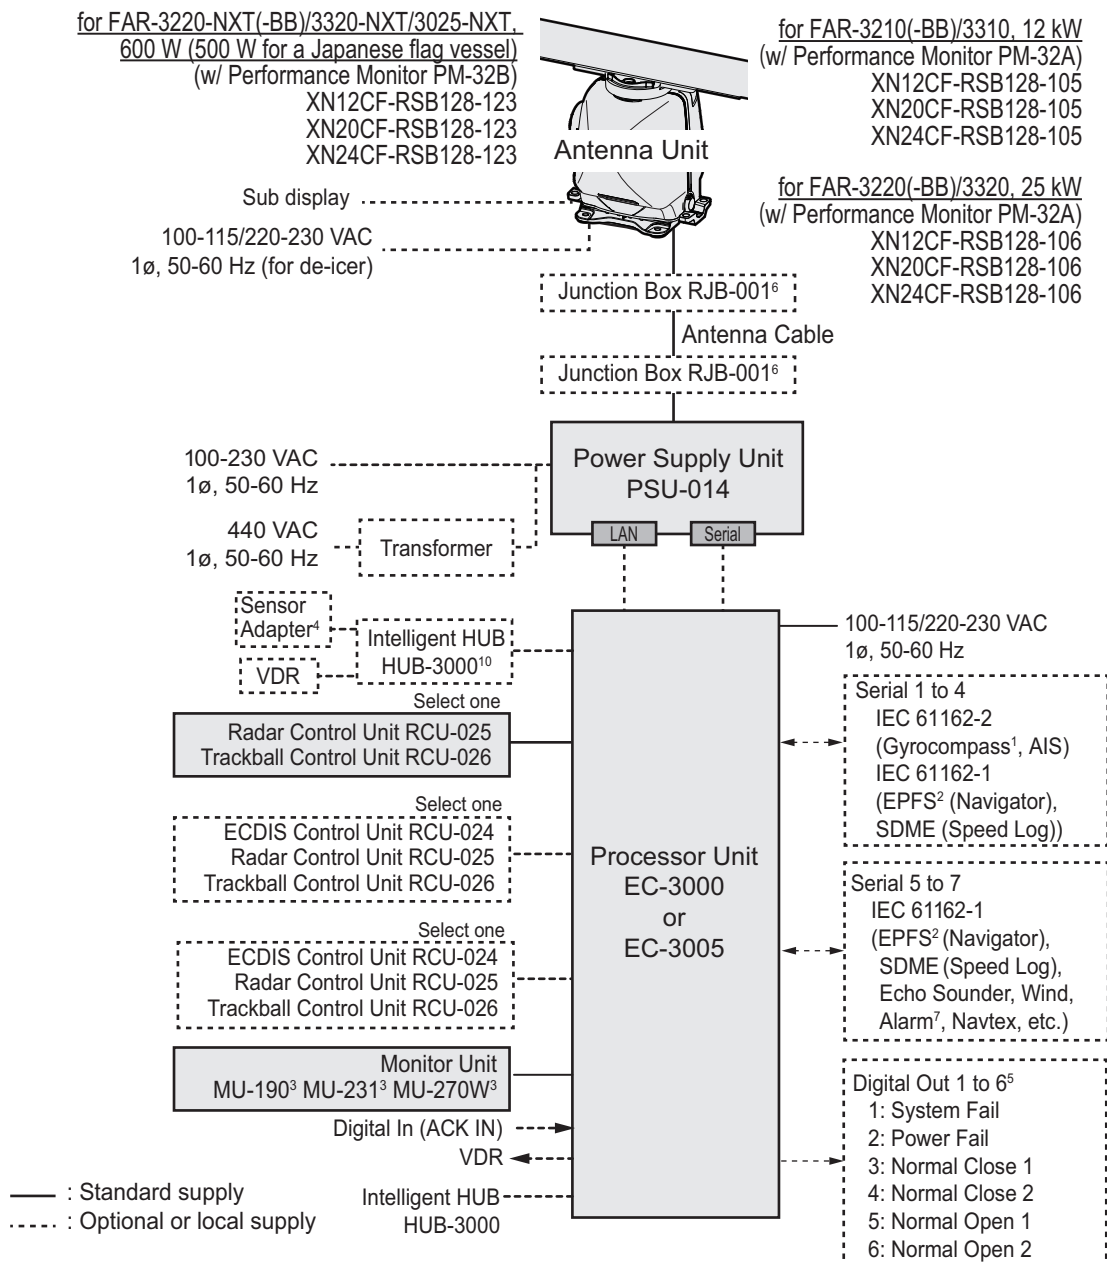 for FAR-3220-NXT(-BB)/3320-NXT/3025-NXT,
600 W (500 W for a Japanese flag vessel)
(w/ Performance Monitor PM-32B)
XN12CF-RSB128-123
XN20CF-RSB128-123
XN24CF-RSB128-123
for FAR-3210(-BB)/3310, 12 kW
(w/ Performance Monitor PM-32A)
XN12CF-RSB128-105
XN20CF-RSB128-105
XN24CF-RSB128-105
Antenna Unit
for FAR-3220(-BB)/3320, 25 kW
(w/ Performance Monitor PM-32A)
XN12CF-RSB128-106
XN20CF-RSB128-106
XN24CF-RSB128-106
Sub display
100-115/220-230 VAC
1ø, 50-60 Hz (for de-icer)
Junction Box RJB-001⁶
Antenna Cable
Junction Box RJB-001⁶
Power Supply Unit
PSU-014
LAN
Serial
100-230 VAC
1ø, 50-60 Hz
440 VAC
1ø, 50-60 Hz
Transformer
Sensor
Adapter⁴
VDR
Intelligent HUB
HUB-3000¹⁰
Select one
Radar Control Unit RCU-025
Trackball Control Unit RCU-026
Select one
ECDIS Control Unit RCU-024
Radar Control Unit RCU-025
Trackball Control Unit RCU-026
Select one
ECDIS Control Unit RCU-024
Radar Control Unit RCU-025
Trackball Control Unit RCU-026
Monitor Unit
MU-190³ MU-231³ MU-270W³
Digital In (ACK IN)
VDR
Intelligent HUB
HUB-3000
Processor Unit
EC-3000
or
EC-3005
100-115/220-230 VAC
1ø, 50-60 Hz
Serial 1 to 4
IEC 61162-2
(Gyrocompass¹, AIS)
IEC 61162-1
(EPFS² (Navigator),
SDME (Speed Log))
Serial 5 to 7
IEC 61162-1
(EPFS² (Navigator),
SDME (Speed Log),
Echo Sounder, Wind,
Alarm⁷, Navtex, etc.)
Digital Out 1 to 6⁵
1: System Fail
2: Power Fail
3: Normal Close 1
4: Normal Close 2
5: Normal Open 1
6: Normal Open 2
: Standard supply
: Optional or local supply